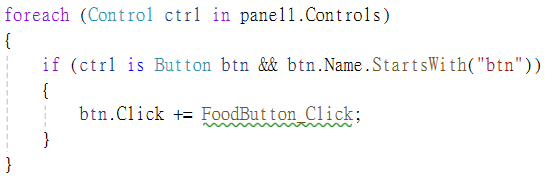 foreach (Control ctrl in panel1.Controls)
{
    if (ctrl is Button btn && btn.Name.StartsWith("btn"))
    {
        btn.Click += FoodButton_Click;
    }
}